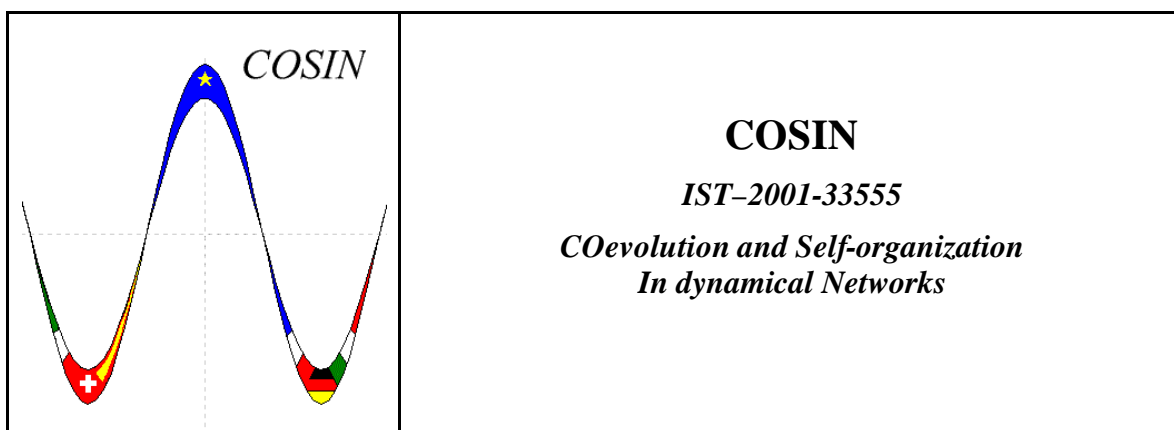 COSIN
COSIN
IST–2001-33555
COevolution and Self-organization
In dynamical Networks